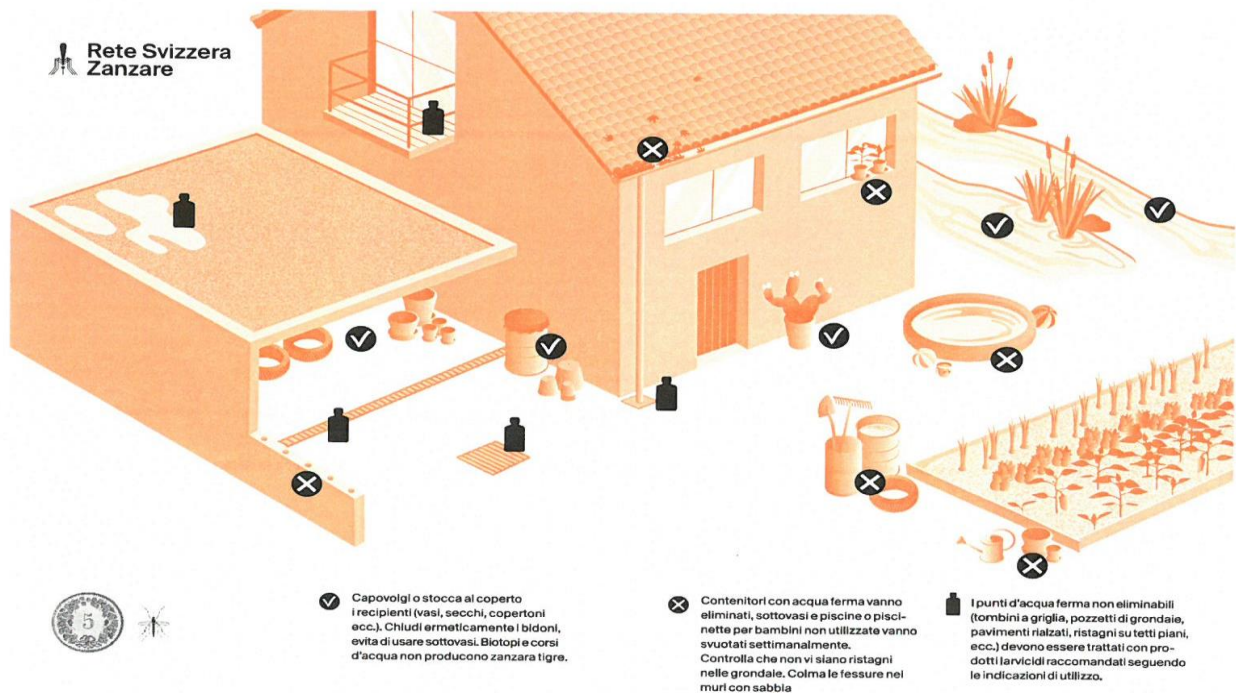 Rete Svizzera
Zanzare
5
Capovolgi o stocca al coperto
i recipienti (vasi, secchi, copertoni
ecc.). Chiudi ermeticamente i bidoni,
evita di usare sottovasi. Biotopi e corsi
d'acqua non producono zanzara tigre.
Contenitori con acqua ferma vanno
eliminati, sottovasi e piscine o pisci-
nette per bambini non utilizzate vanno
svuotati settimanalmente.
Controlla che non vi siano ristagni
nelle grondaie. Colma le fessure nei
muri con sabbia
I punti d'acqua ferma non eliminabili
(tombini a griglia, pozzetti di grondaie,
pavimenti rialzati, ristagni su tetti piani,
ecc.) devono essere trattati con pro-
dotti larvicidi raccomandati seguendo
le indicazioni di utilizzo.